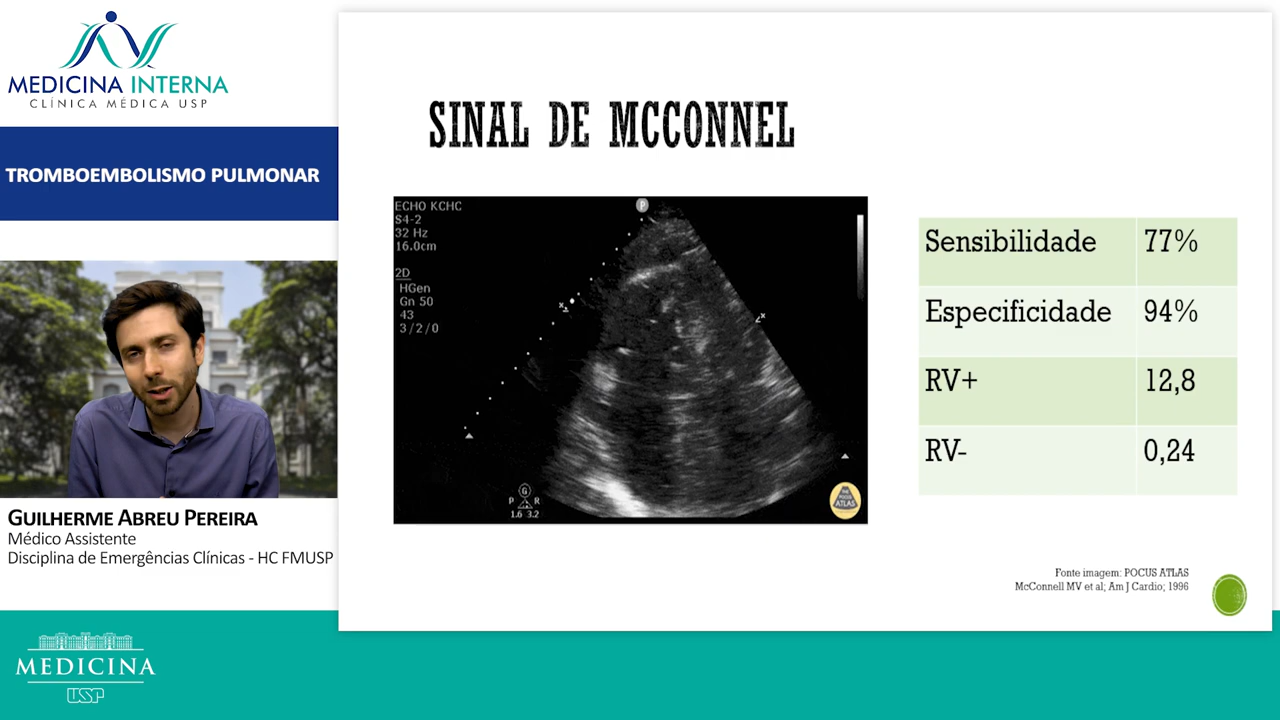 MEDICINA INTERNA
CLÍNICA MÉDICA USP
TROMBOEMBOLISMO PULMONAR
GUILHERME ABREU PEREIRA
Médico Assistente
Disciplina de Emergências Clínicas - HC FMUSP
MEDICINA
USP
SINAL DE MCCONNEL
ECHO KCHC
S4-2
32 Hz
16.0cm
2D
HGen
Gn 50
43
3/2/0
P
G
P R
1.6 3.2
THE
POCUS
ATLAS
Sensibilidade 77%
Especificidade 94%
RV+ 12,8
RV- 0,24
Fonte imagem: POCUS ATLAS
McConnell MV et al; Am J Cardio; 1996